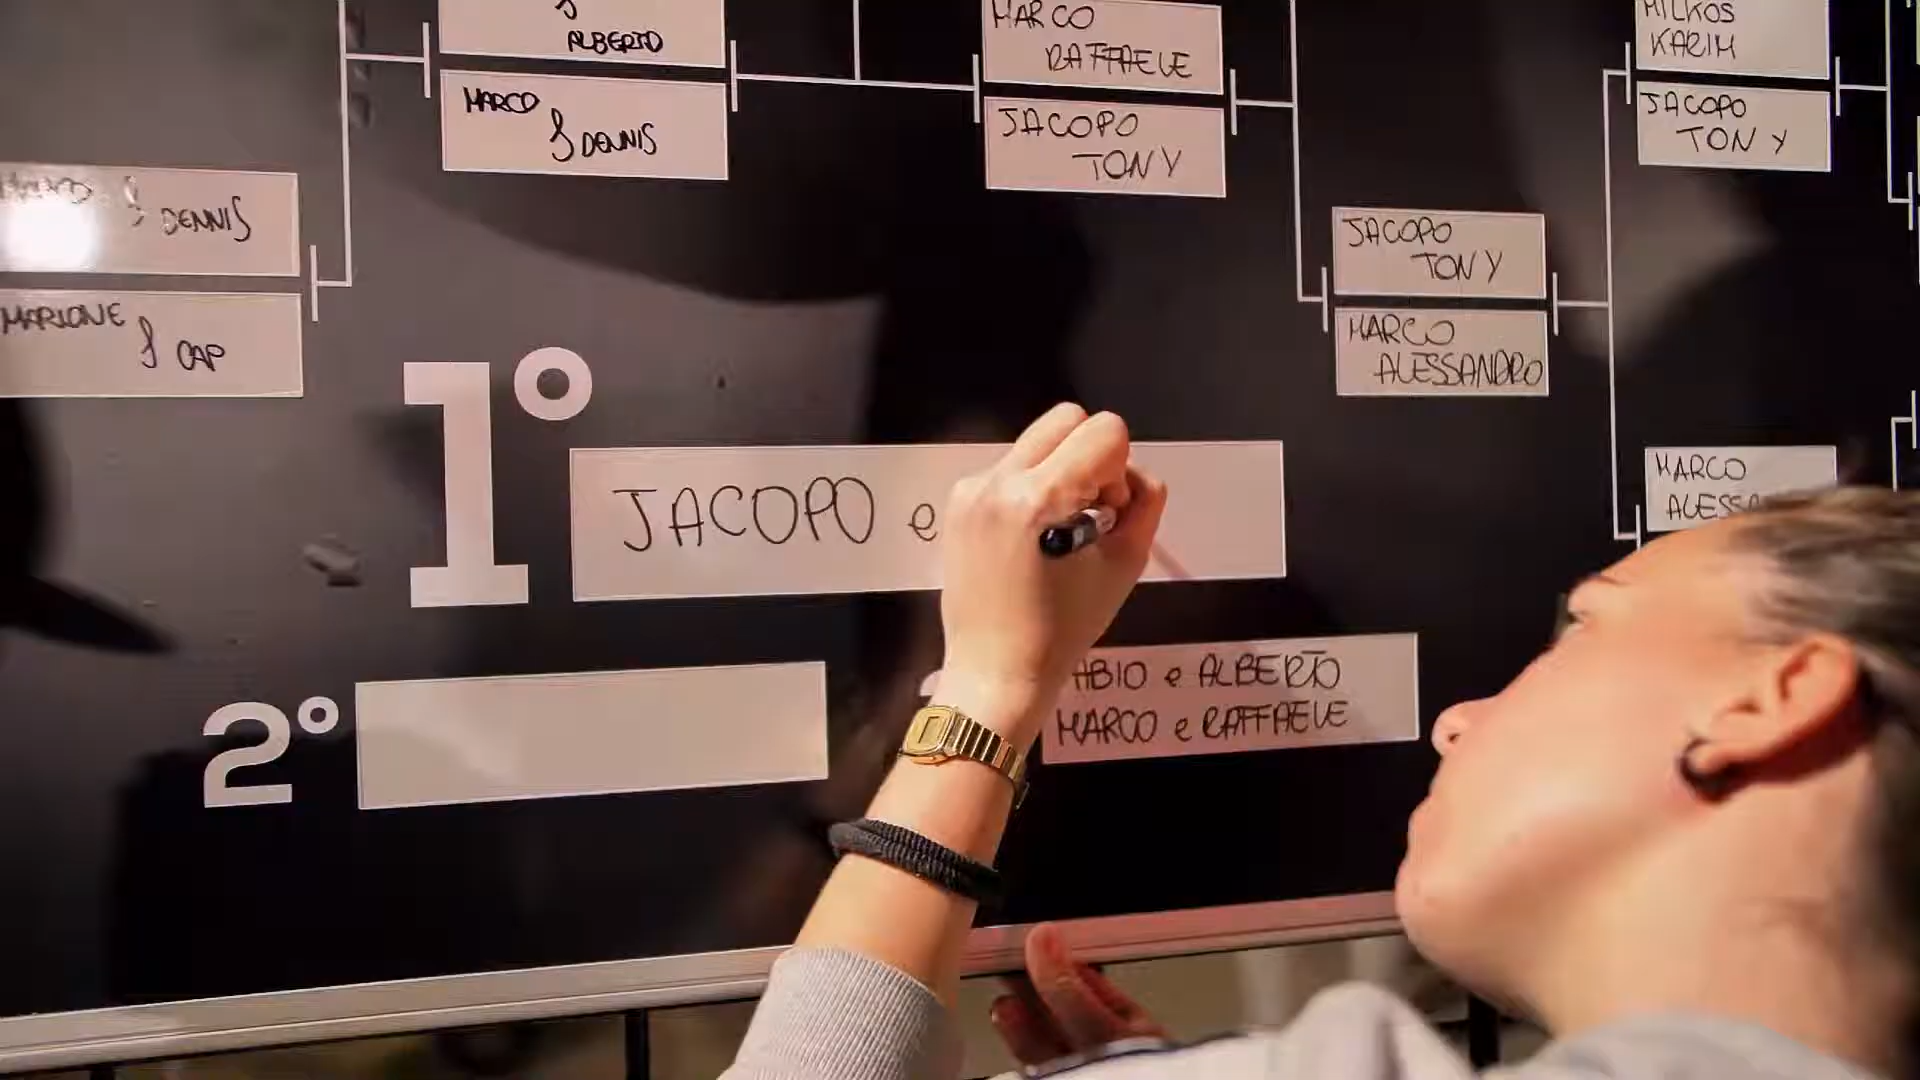 ALBERTO
MARCO
& DENNIS
MARCO
RAFFAELE
JACOPO
TONY
MILKOS
KARIM
JACOPO
TONY
& DENNIS
MARIONE
& CAP
JACOPO
TONY
MARCO
ALESSANDRO
MARCO
1°
JACOPO e
2°
ALBERTO
MARCO e RAFFAELE